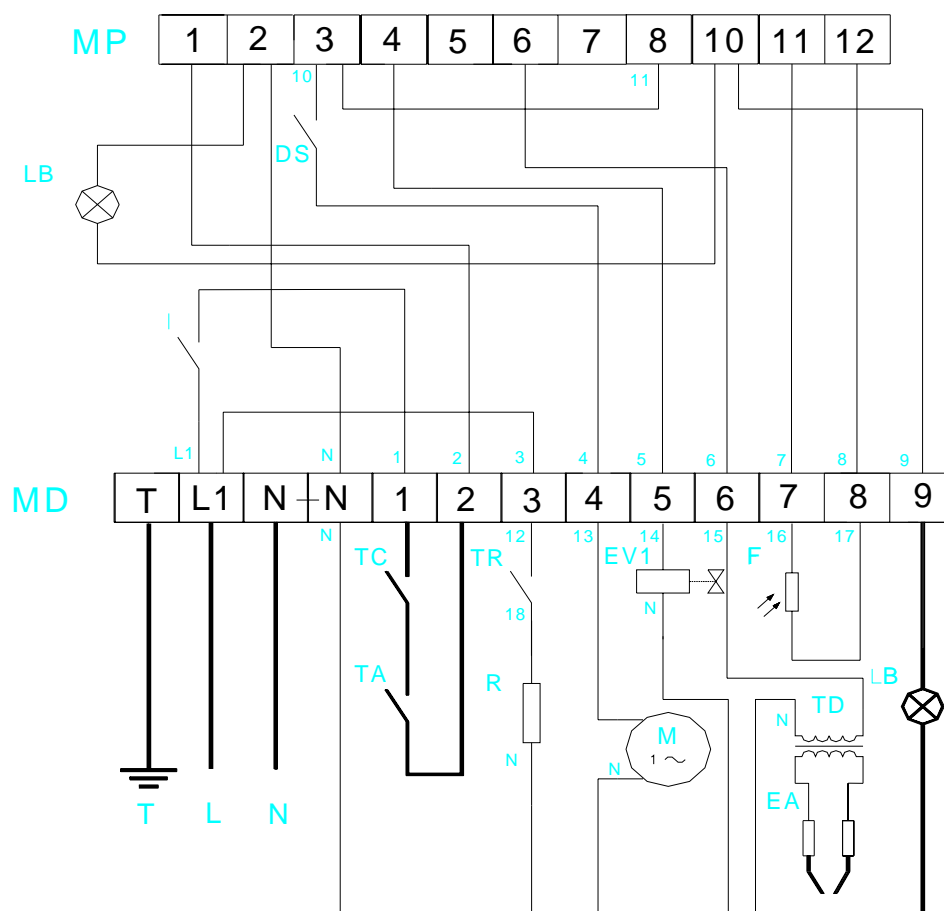 MP 1 2 3 4 5 6 7 8 10 11 12
10 11
DS
LB
I
L1 N 1 2 3 4 5 6 7 8 9
MD T L1 N N 1 2 3 4 5 6 7 8 9
N 12 13 14 15 16 17
TC TR EV1 F
18 N
TA R LB
TD
N M N
1 ~
N
EA
T L N